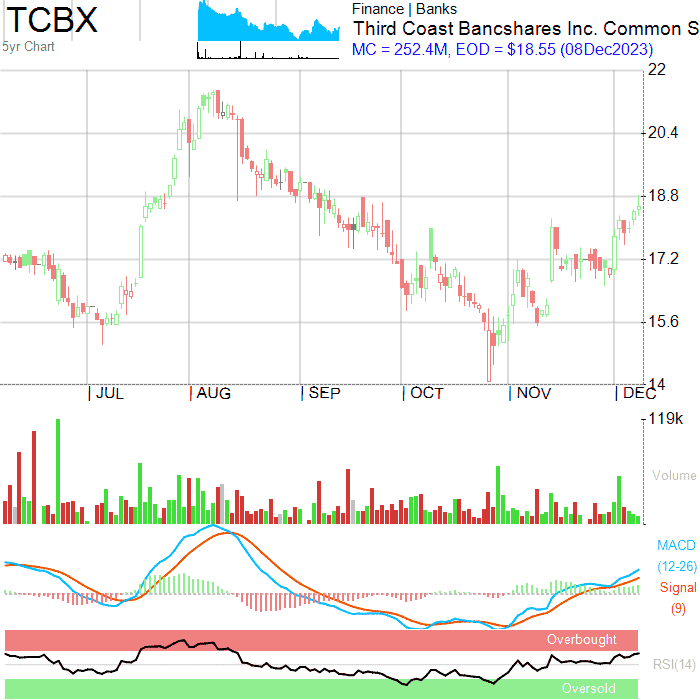 TCBX
5yr Chart
Finance | Banks
Third Coast Bancshares Inc. Common S
MC = 252.4M, EOD = $18.55 (08Dec2023)
22
20.4
18.8
17.2
15.6
14
JUL AUG SEP OCT NOV DEC
119k
Volume
MACD
(12-26)
Signal
(9)
Overbought
RSI(14)
Oversold